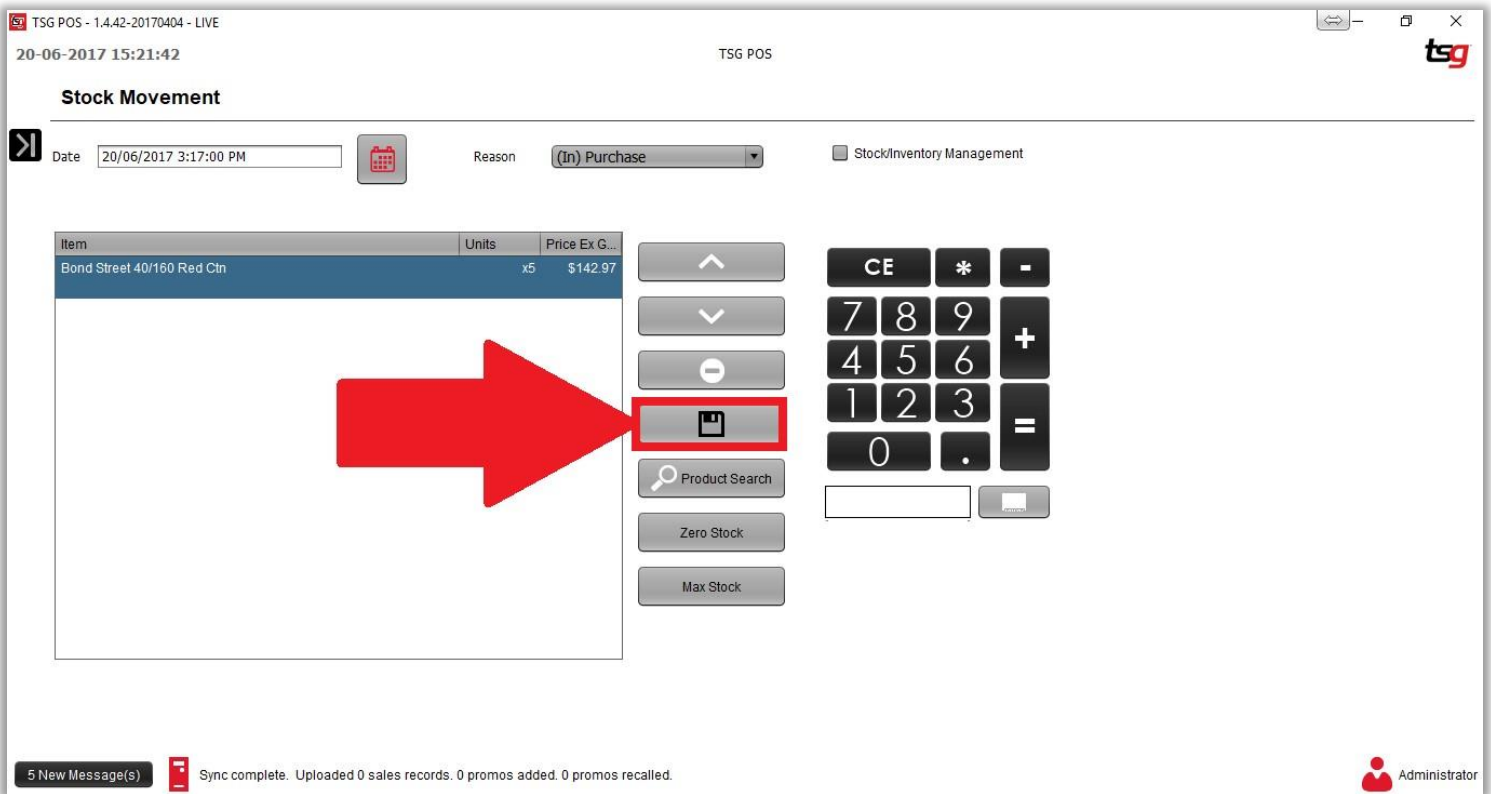 TSG POS - 1.4.42-20170404 - LIVE
20-06-2017 15:21:42 TSG POS tsg
Stock Movement
Date 20/06/2017 3:17:00 PM Reason (In) Purchase Stock/Inventory Management
Item Units Price Ex G...
Bond Street 40/160 Red Ctn x5 $142.97
CE * -
7 8 9 +
4 5 6
1 2 3 =
0 .
Product Search
Zero Stock
Max Stock
5 New Message(s) Sync complete. Uploaded 0 sales records. 0 promos added. 0 promos recalled. Administrator